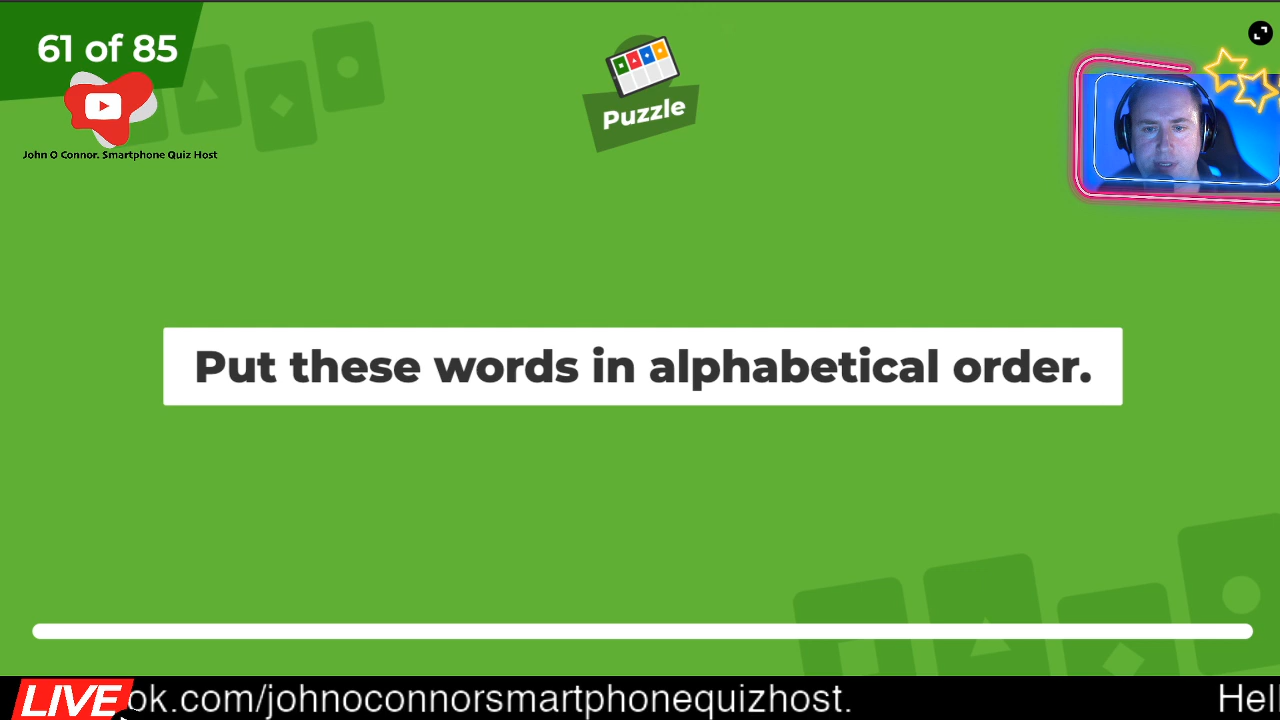 61 of 85
Puzzle
John O Connor. Smartphone Quiz Host
Put these words in alphabetical order.
LIVE
ok.com/johnoconnorsmartphonequizhost.
Hel